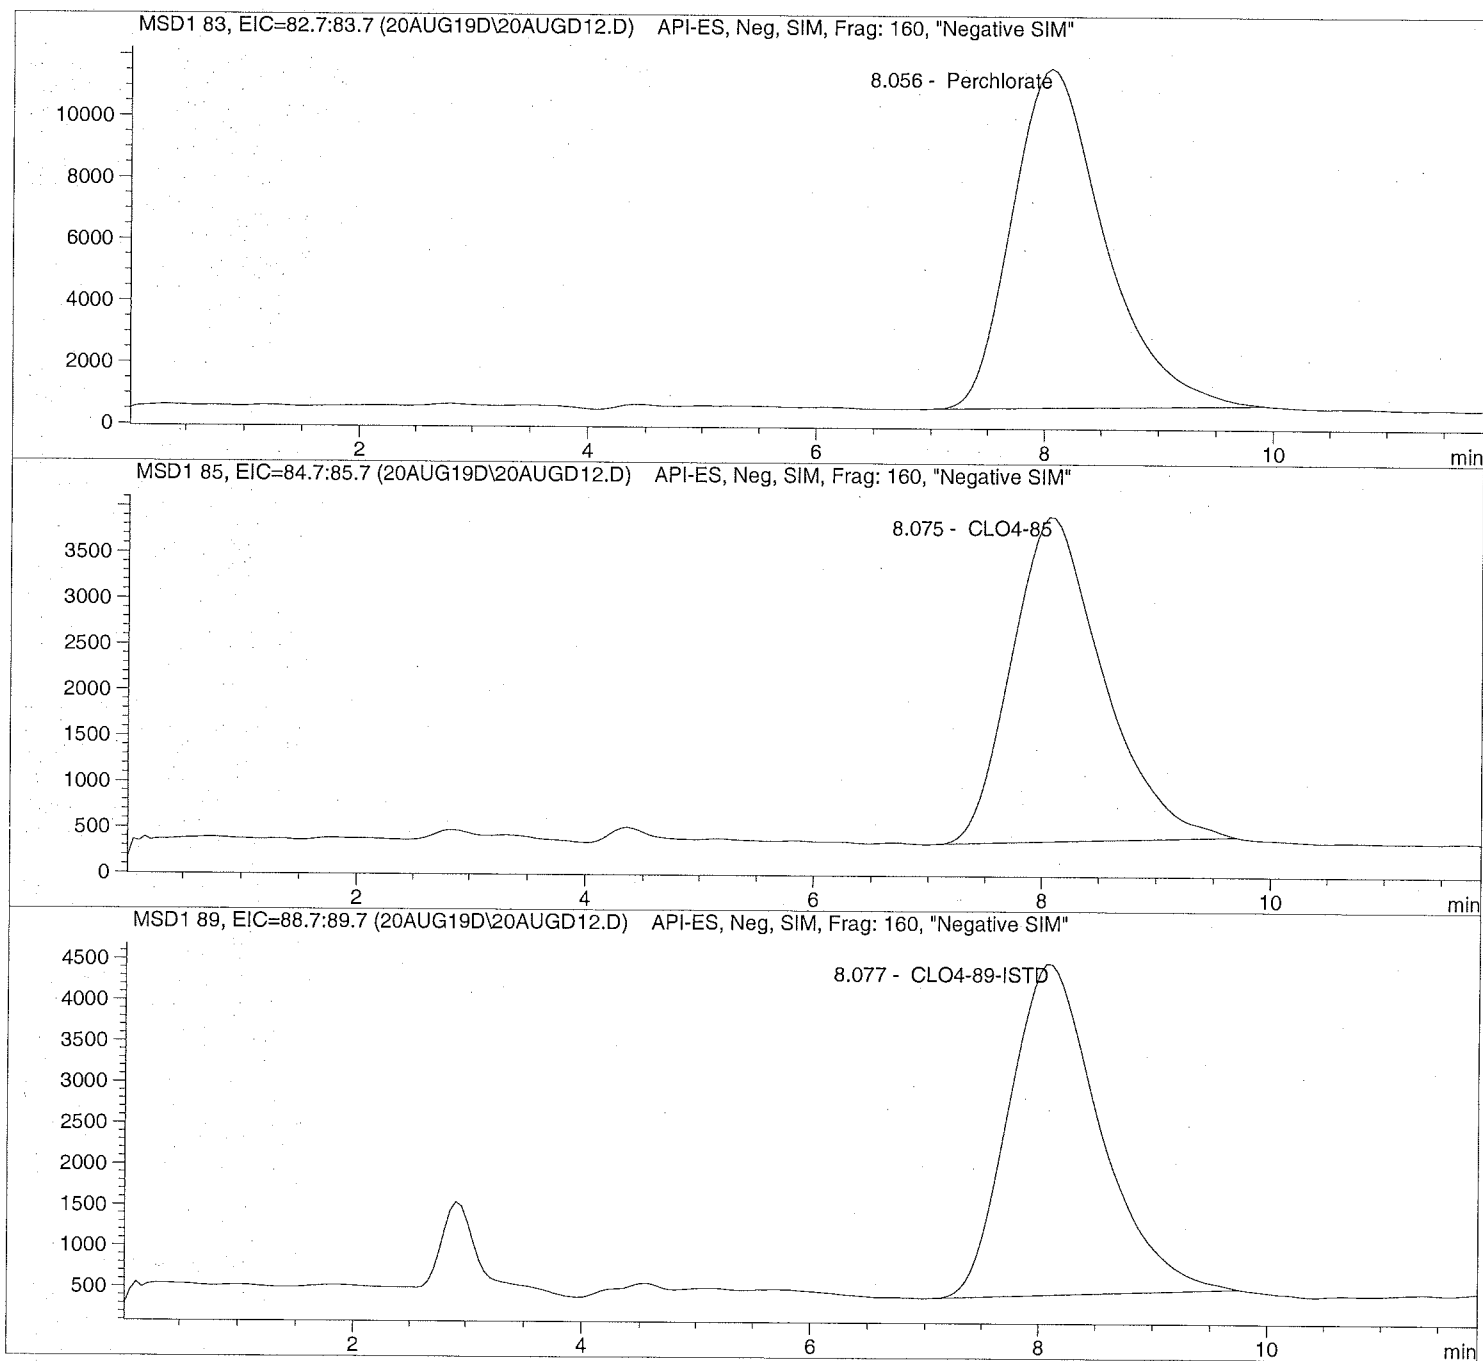 MSD1 83, EIC=82.7:83.7 (20AUG19D\20AUGD12.D) API-ES, Neg, SIM, Frag: 160, "Negative SIM"
8.056 - Perchlorate
10000
8000
6000
4000
2000
0
2 4 6 8 10 min
MSD1 85, EIC=84.7:85.7 (20AUG19D\20AUGD12.D) API-ES, Neg, SIM, Frag: 160, "Negative SIM"
8.075 - CLO4-85
3500
3000
2500
2000
1500
1000
500
0
2 4 6 8 10 min
MSD1 89, EIC=88.7:89.7 (20AUG19D\20AUGD12.D) API-ES, Neg, SIM, Frag: 160, "Negative SIM"
8.077 - CLO4-89-ISTD
4500
4000
3500
3000
2500
2000
1500
1000
500
2 4 6 8 10 min